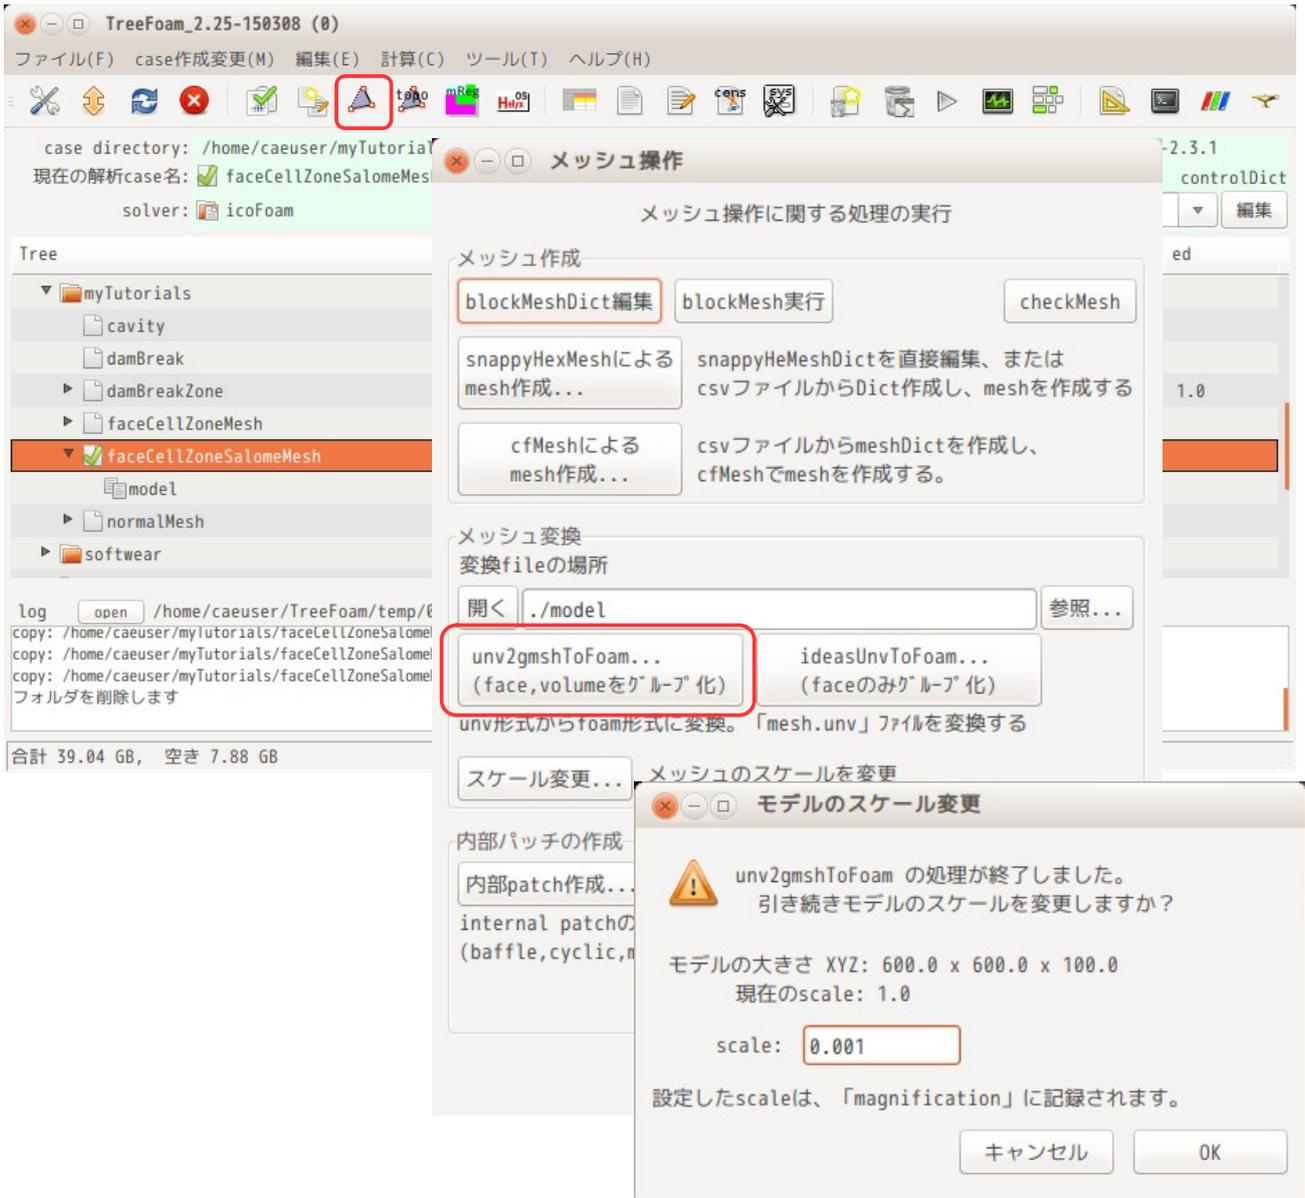 TreeFoam_2.25-150308 (0)
ファイル(F) case作成変更(M) 編集(E) 計算(C) ツール(T) ヘルプ(H)
topo mReg HelyxOS cons sys
case directory: /home/caeuser/myTutorial
-2.3.1
現在の解析case名: faceCellZoneSalomeMes
controlDict
solver: icoFoam
編集
Tree
ed
myTutorials
cavity
damBreak
damBreakZone
1.0
faceCellZoneMesh
faceCellZoneSalomeMesh
model
normalMesh
softwear
log open /home/caeuser/TreeFoam/temp/
copy: /home/caeuser/myTutorials/faceCellZoneSalome
copy: /home/caeuser/myTutorials/faceCellZoneSalome
copy: /home/caeuser/myTutorials/faceCellZoneSalome
フォルダを削除します
合計 39.04 GB, 空き 7.88 GB
メッシュ操作
メッシュ操作に関する処理の実行
メッシュ作成
blockMeshDict編集 blockMesh実行 checkMesh
snappyHexMeshによる
mesh作成...
snappyHeMeshDictを直接編集、または
csvファイルからDict作成し、meshを作成する
cfMeshによる
mesh作成...
csvファイルからmeshDictを作成し、
cfMeshでmeshを作成する。
メッシュ変換
変換fileの場所
開く ./model 参照...
unv2gmshToFoam...
(face,volumeをｸﾞﾙｰﾌﾟ化)
ideasUnvToFoam...
(faceのみｸﾞﾙｰﾌﾟ化)
unv形式からfoam形式に変換。「mesh.unv」ﾌｧｲﾙを変換する
スケール変更... メッシュのスケールを変更
内部パッチの作成
内部patch作成...
internal patchの
(baffle,cyclic,m
モデルのスケール変更
unv2gmshToFoam の処理が終了しました。
引き続きモデルのスケールを変更しますか？
モデルの大きさ XYZ: 600.0 x 600.0 x 100.0
現在のscale: 1.0
scale: 0.001
設定したscaleは、「magnification」に記録されます。
キャンセル OK